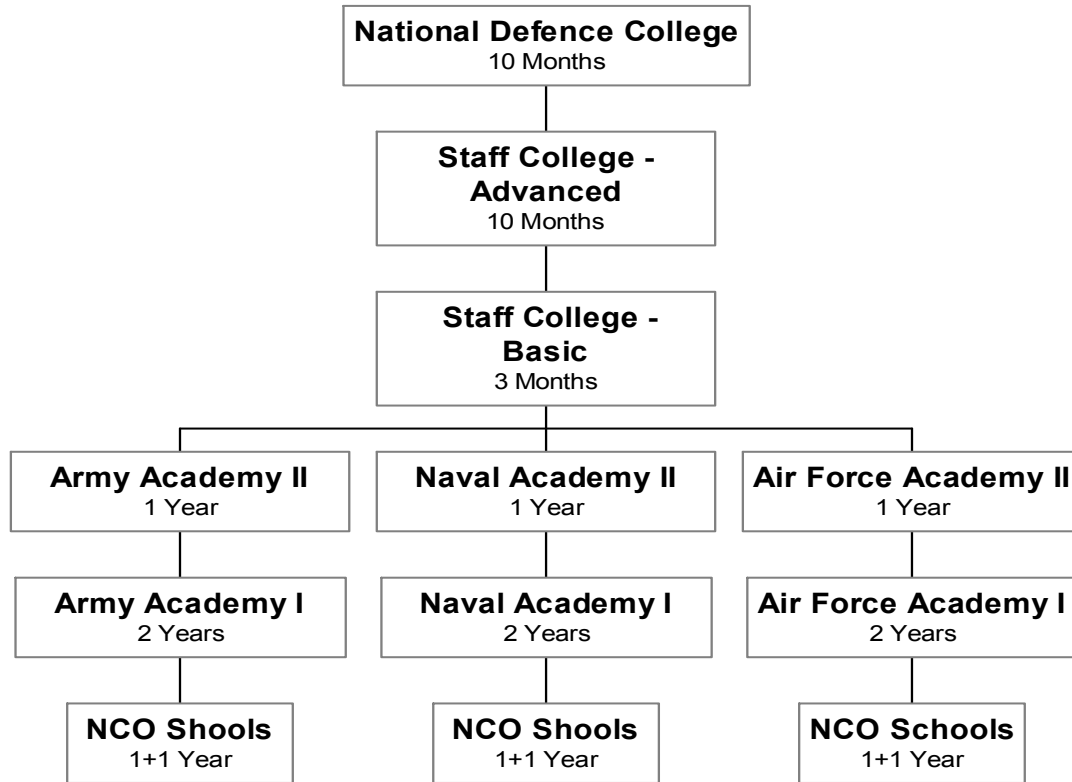 National Defence College
10 Months
Staff College -
Advanced
10 Months
Staff College -
Basic
3 Months
Army Academy II
1 Year
Naval Academy II
1 Year
Air Force Academy II
1 Year
Army Academy I
2 Years
Naval Academy I
2 Years
Air Force Academy I
2 Years
NCO Shools
1+1 Year
NCO Shools
1+1 Year
NCO Schools
1+1 Year